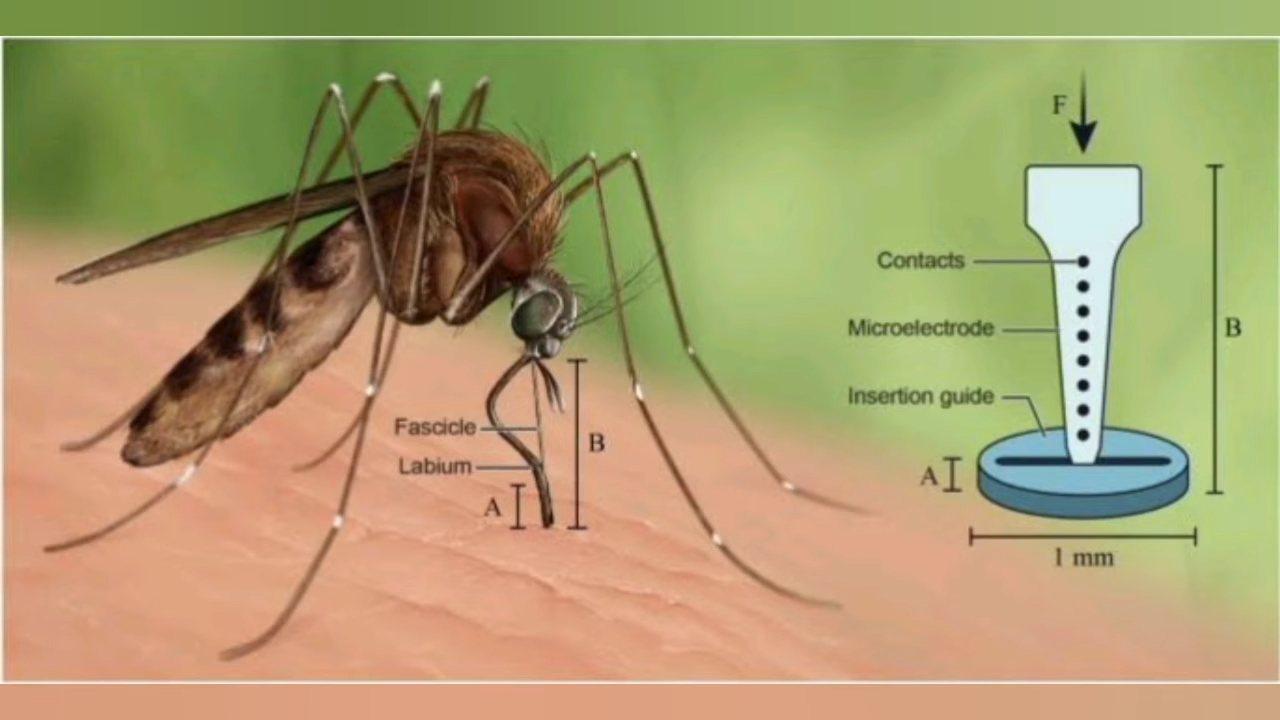 F
Contacts
Microelectrode
B
Insertion guide
Fascicle
B
Labium
A
A
1 mm